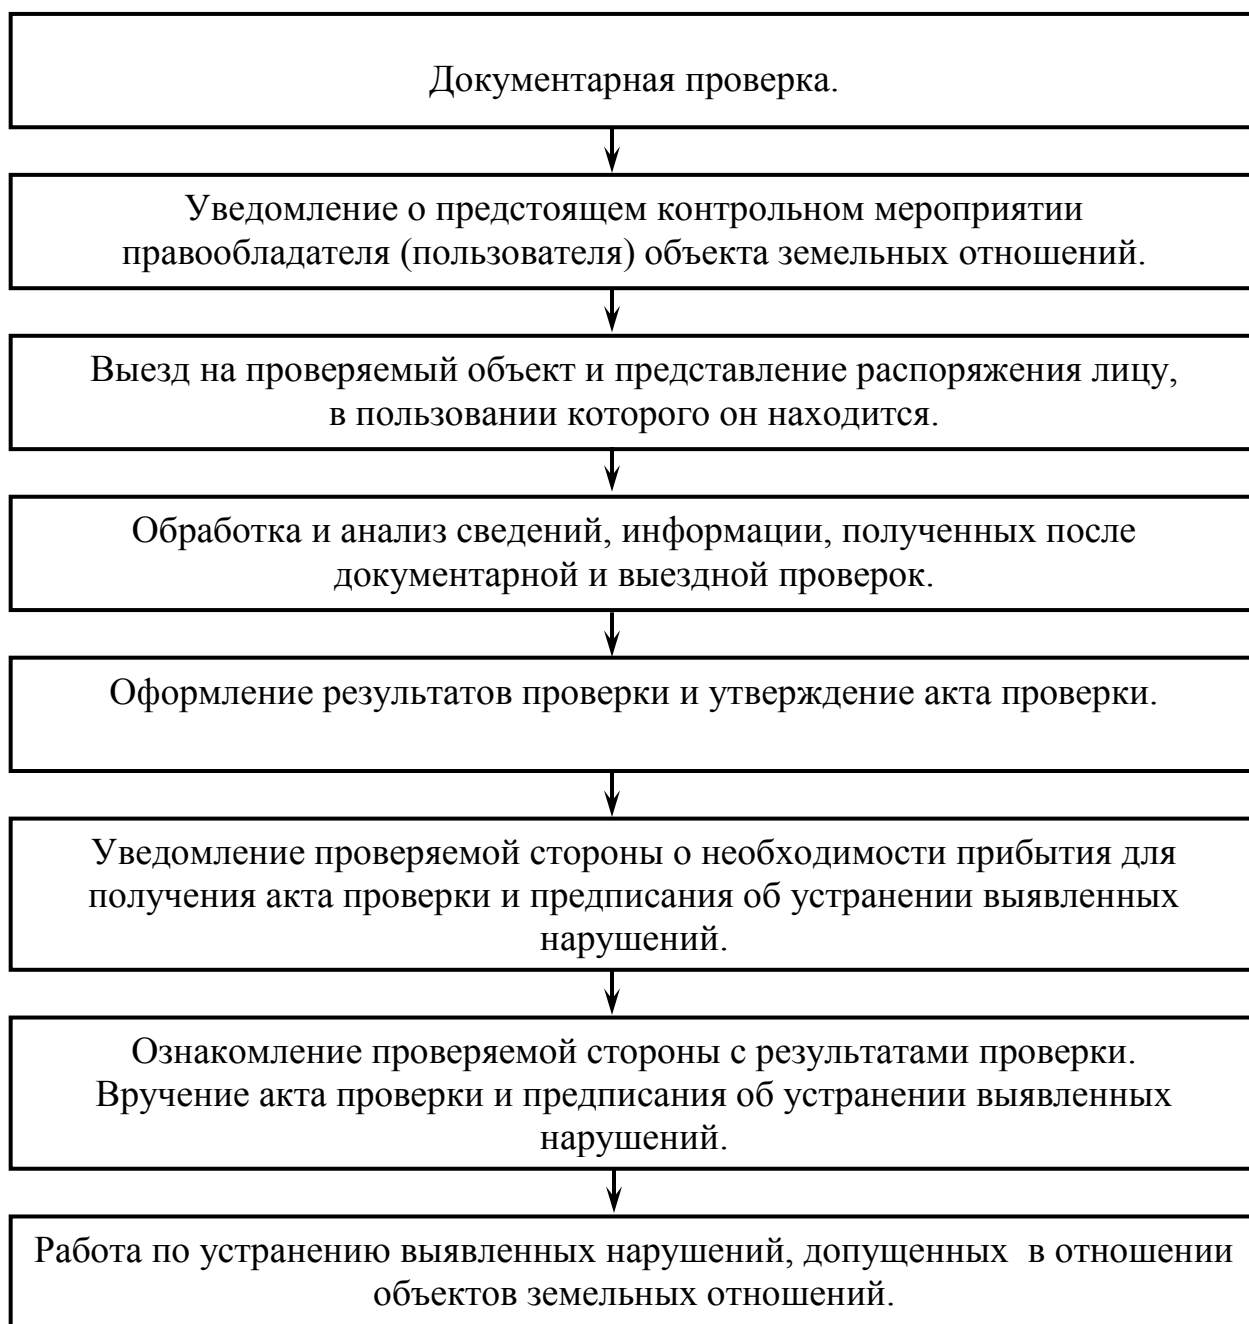 Документарная проверка.
Уведомление о предстоящем контрольном мероприятии
правообладателя (пользователя) объекта земельных отношений.
Выезд на проверяемый объект и представление распоряжения лицу,
в пользовании которого он находится.
Обработка и анализ сведений, информации, полученных после
документарной и выездной проверок.
Оформление результатов проверки и утверждение акта проверки.
Уведомление проверяемой стороны о необходимости прибытия для
получения акта проверки и предписания об устранении выявленных
нарушений.
Ознакомление проверяемой стороны с результатами проверки.
Вручение акта проверки и предписания об устранении выявленных
нарушений.
Работа по устранению выявленных нарушений, допущенных  в отношении
объектов земельных отношений.